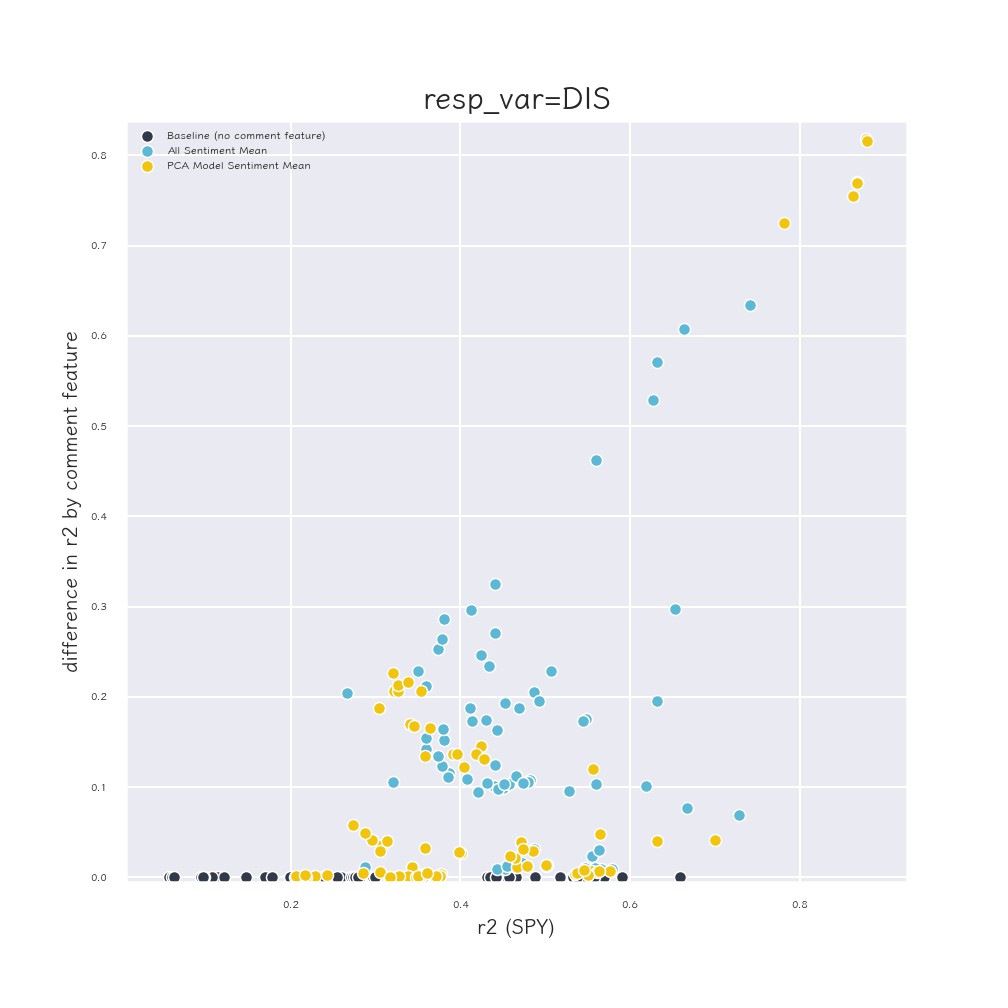 resp_var=DIS
Baseline (no comment feature)
All Sentiment Mean
PCA Model Sentiment Mean
difference in r2 by comment feature
0.8
0.7
0.6
0.5
0.4
0.3
0.2
0.1
0.0
0.2 0.4 0.6 0.8
r2 (SPY)